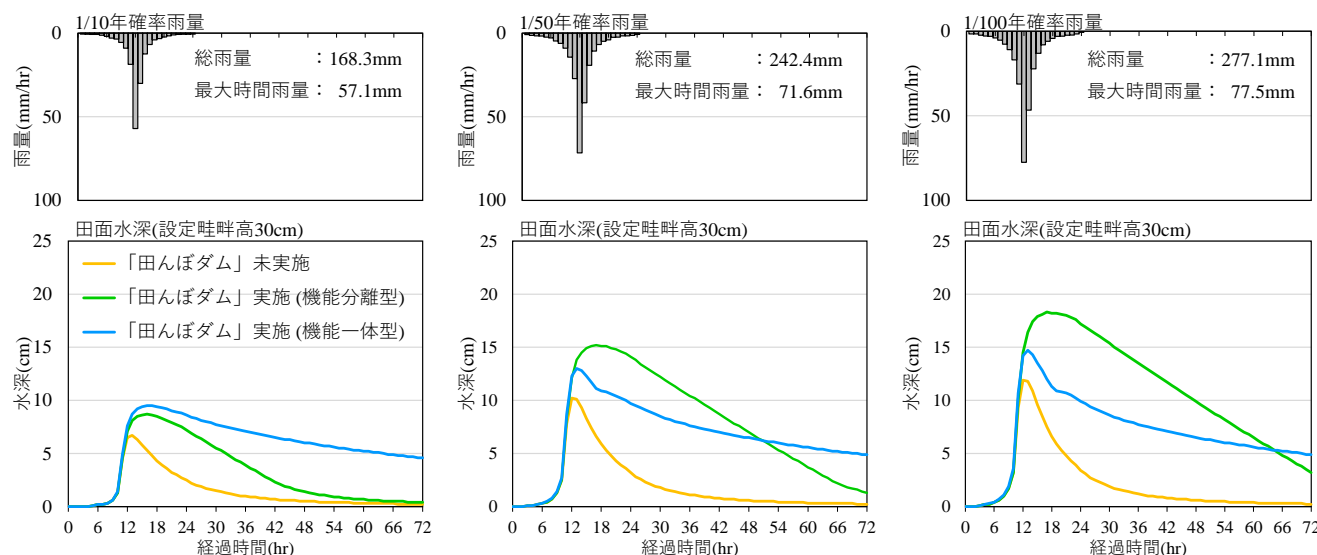 1/10年確率雨量
0
50
100
雨量(mm/hr)
総雨量 ：168.3mm
最大時間雨量： 57.1mm
1/50年確率雨量
0
50
100
雨量(mm/hr)
総雨量 ：242.4mm
最大時間雨量： 71.6mm
1/100年確率雨量
0
50
100
雨量(mm/hr)
総雨量 ：277.1mm
最大時間雨量： 77.5mm
田面水深(設定畦畔高30cm)
25
20
15
10
5
0
水深(cm)
「田んぼダム」未実施
「田んぼダム」実施 (機能分離型)
「田んぼダム」実施 (機能一体型)
0 6 12 18 24 30 36 42 48 54 60 66 72
経過時間(hr)
田面水深(設定畦畔高30cm)
25
20
15
10
5
0
水深(cm)
0 6 12 18 24 30 36 42 48 54 60 66 72
経過時間(hr)
田面水深(設定畦畔高30cm)
25
20
15
10
5
0
水深(cm)
0 6 12 18 24 30 36 42 48 54 60 66 72
経過時間(hr)